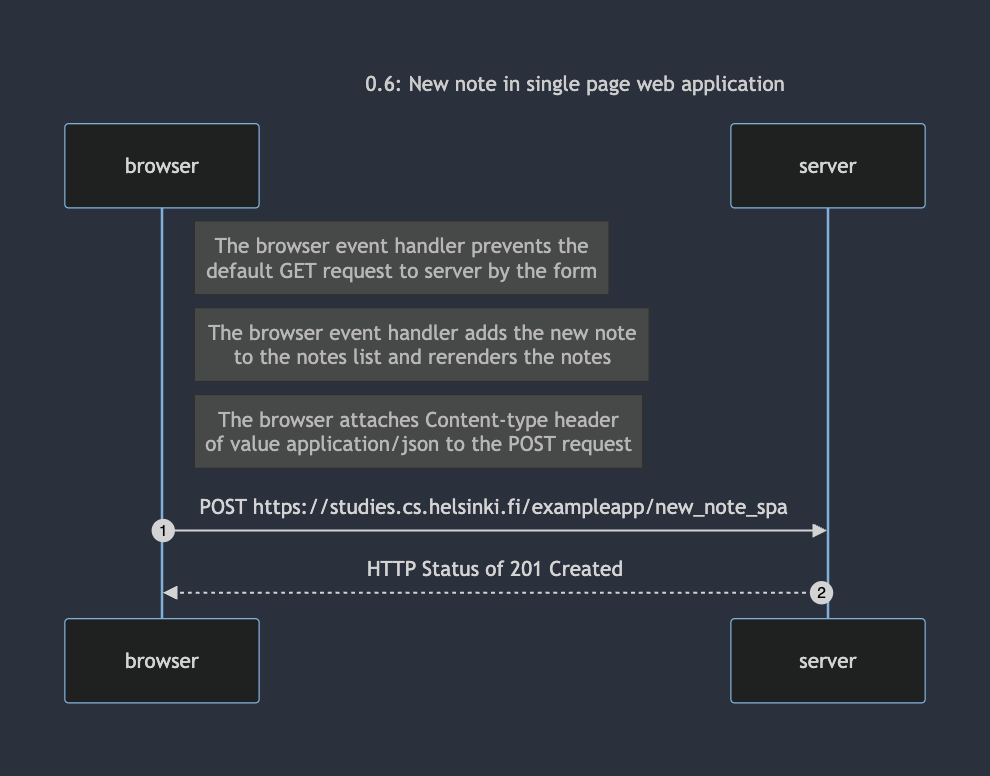 0.6: New note in single page web application
browser
server
The browser event handler prevents the
default GET request to server by the form
The browser event handler adds the new note
to the notes list and rerenders the notes
The browser attaches Content-type header
of value application/json to the POST request
POST https://studies.cs.helsinki.fi/exampleapp/new_note_spa
1
HTTP Status of 201 Created
2
browser
server